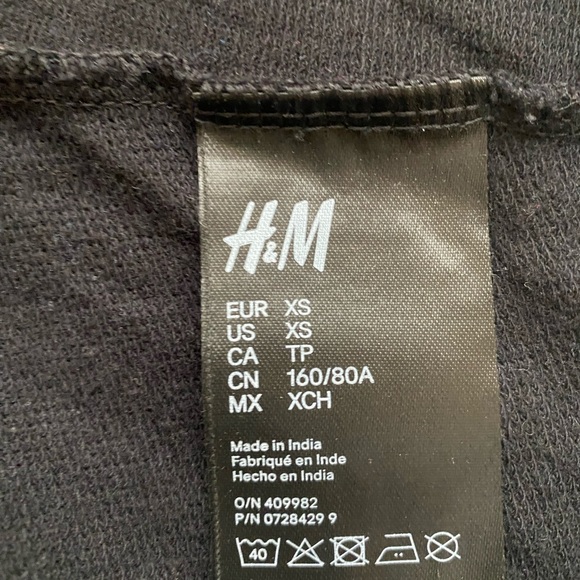 H&M
EUR XS
US XS
CA TP
CN 160/80A
MX XCH
Made in India
Fabriqué en Inde
Hecho en India
O/N 409982
P/N 0728429 9
40